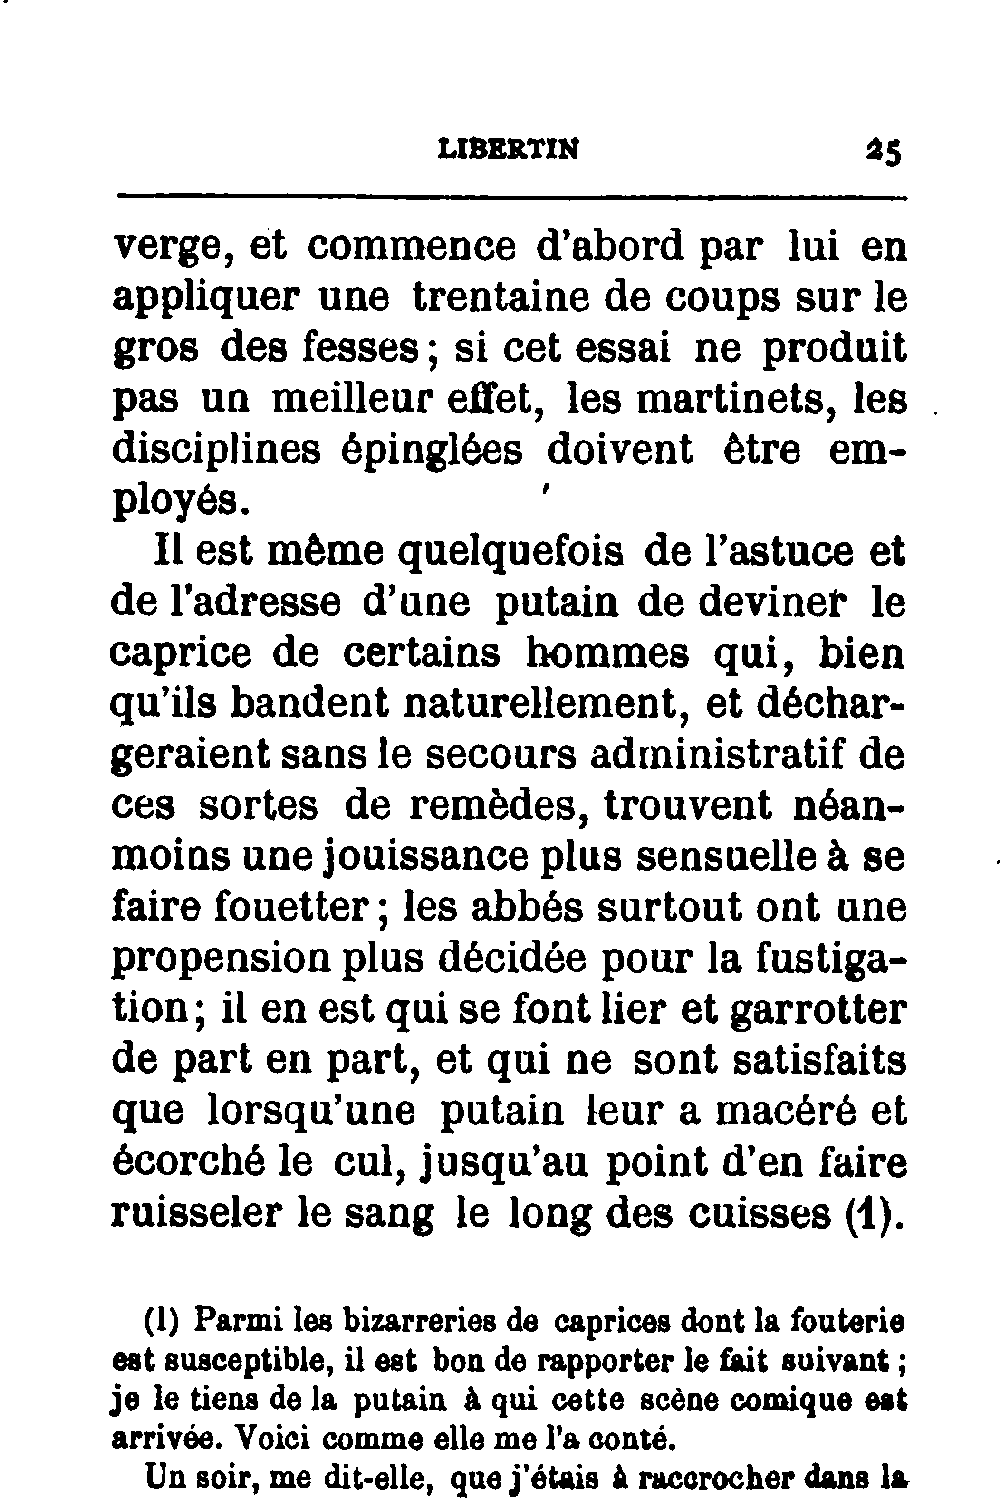 LIBERTIN 25
verge, et commence d'abord par lui en
appliquer une trentaine de coups sur le
gros des fesses ; si cet essai ne produit
pas un meilleur effet, les martinets, les
disciplines épinglées doivent être em-
ployés.
Il est même quelquefois de l'astuce et
de l'adresse d'une putain de deviner le
caprice de certains hommes qui, bien
qu'ils bandent naturellement, et déchar-
geraient sans le secours administratif de
ces sortes de remèdes, trouvent néan-
moins une jouissance plus sensuelle à se
faire fouetter ; les abbés surtout ont une
propension plus décidée pour la fustiga-
tion ; il en est qui se font lier et garrotter
de part en part, et qui ne sont satisfaits
que lorsqu'une putain leur a macéré et
écorché le cul, jusqu'au point d'en faire
ruisseler le sang le long des cuisses (1).
(1) Parmi les bizarreries de caprices dont la fouterie
est susceptible, il est bon de rapporter le fait suivant ;
je le tiens de la putain à qui cette scène comique est
arrivée. Voici comme elle me l'a conté.
Un soir, me dit-elle, que j'étais à raccrocher dans la